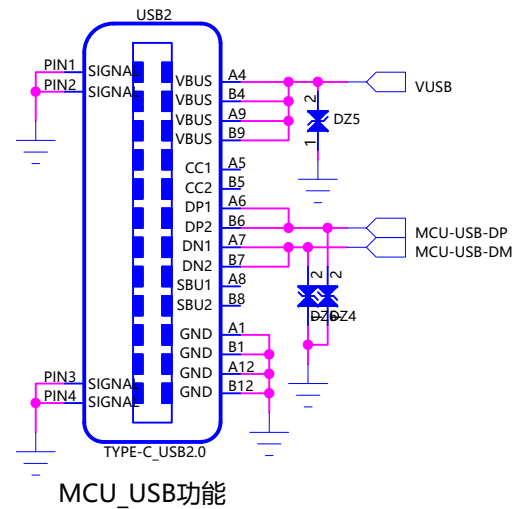 USB2
PIN1 SIGNAL
PIN2 SIGNAL
VBUS A4
VBUS B4
VBUS A9
VBUS B9
VUSB
2
DZ5
1
CC1 A5
CC2 B5
DP1 A6
DP2 B6
DN1 A7
DN2 B7
MCU-USB-DP
MCU-USB-DM
SBU1 A8
SBU2 B8
2 2
DZ4
GND A1
GND B1
GND A12
GND B12
PIN3 SIGNAL
PIN4 SIGNAL
TYPE-C_USB2.0
MCU_USB功能